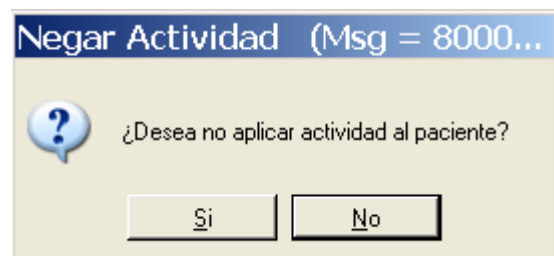 Negar Actividad (Msg = 8000...
¿Desea no aplicar actividad al paciente?
Si
No